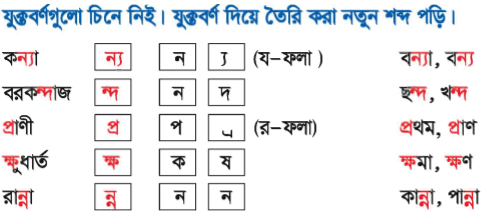 যুক্তবর্ণগুলো চিনে নিই। যুক্তবর্ণ দিয়ে তৈরি করা নতুন শব্দ পড়ি।
কন্যা ন্য ন ্য (য-ফলা ) বন্যা, বন্য
বরকন্দাজ ন্দ ন দ ছন্দ, খন্দ
প্রাণী প্র প ্র (র-ফলা) প্রথম, প্রাণ
ক্ষুধার্ত ক্ষ ক ষ ক্ষমা, ক্ষণ
রান্না ন্ন ন ন কান্না, পান্না